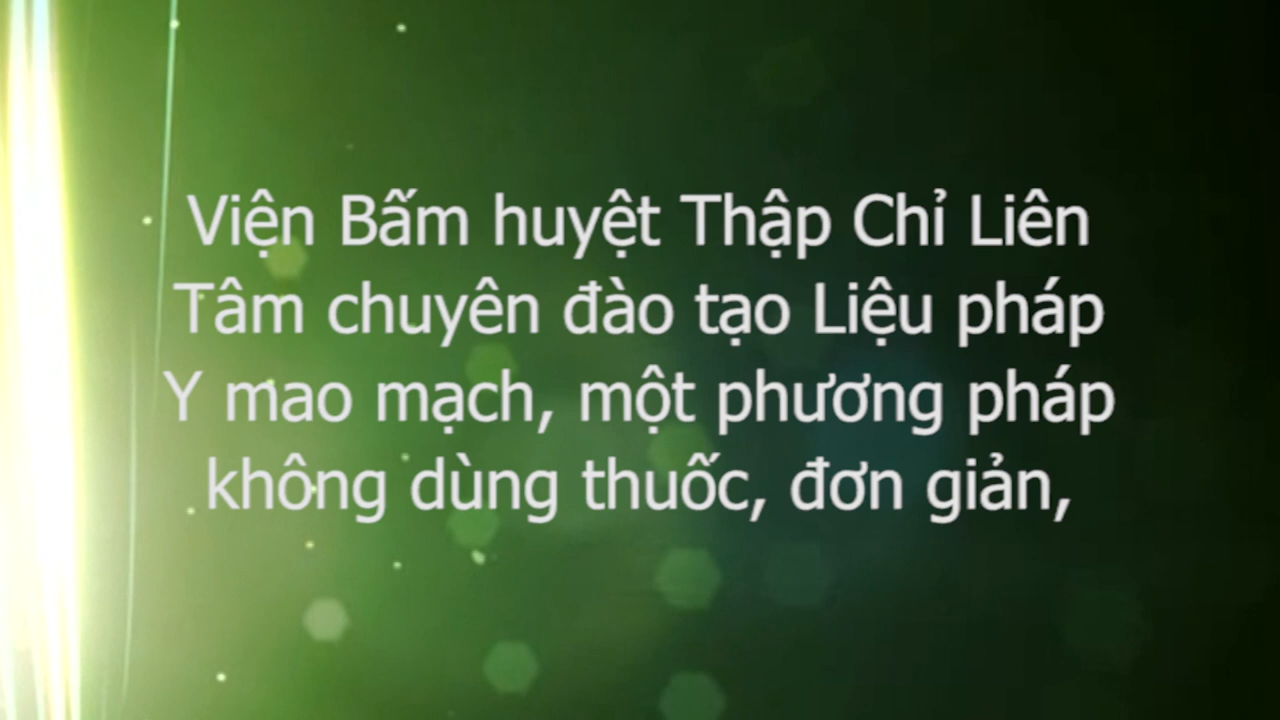 Viện Bấm huyệt Thập Chỉ Liên
Tâm chuyên đào tạo Liệu pháp
Y mao mạch, một phương pháp
không dùng thuốc, đơn giản,